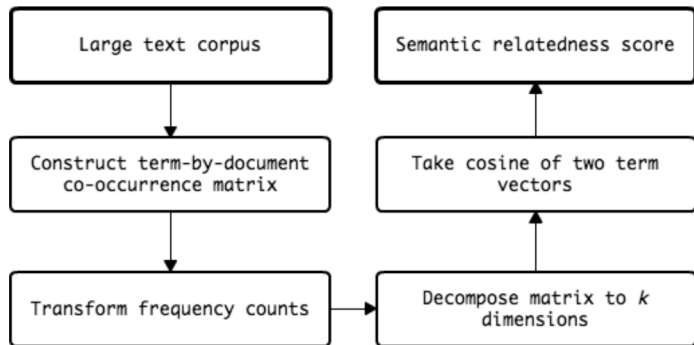 Large text corpus
Construct term-by-document
co-occurrence matrix
Transform frequency counts
Decompose matrix to k
dimensions
Take cosine of two term
vectors
Semantic relatedness score